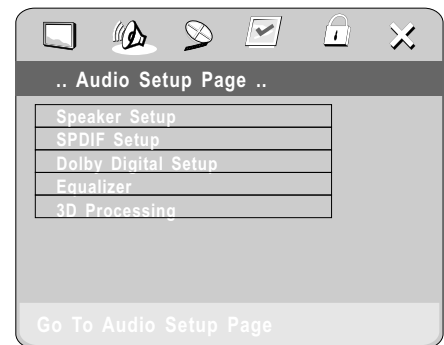 .. Audio Setup Page ..
Speaker Setup
SPDIF Setup
Dolby Digital Setup
Equalizer
3D Processing
Go To Audio Setup Page